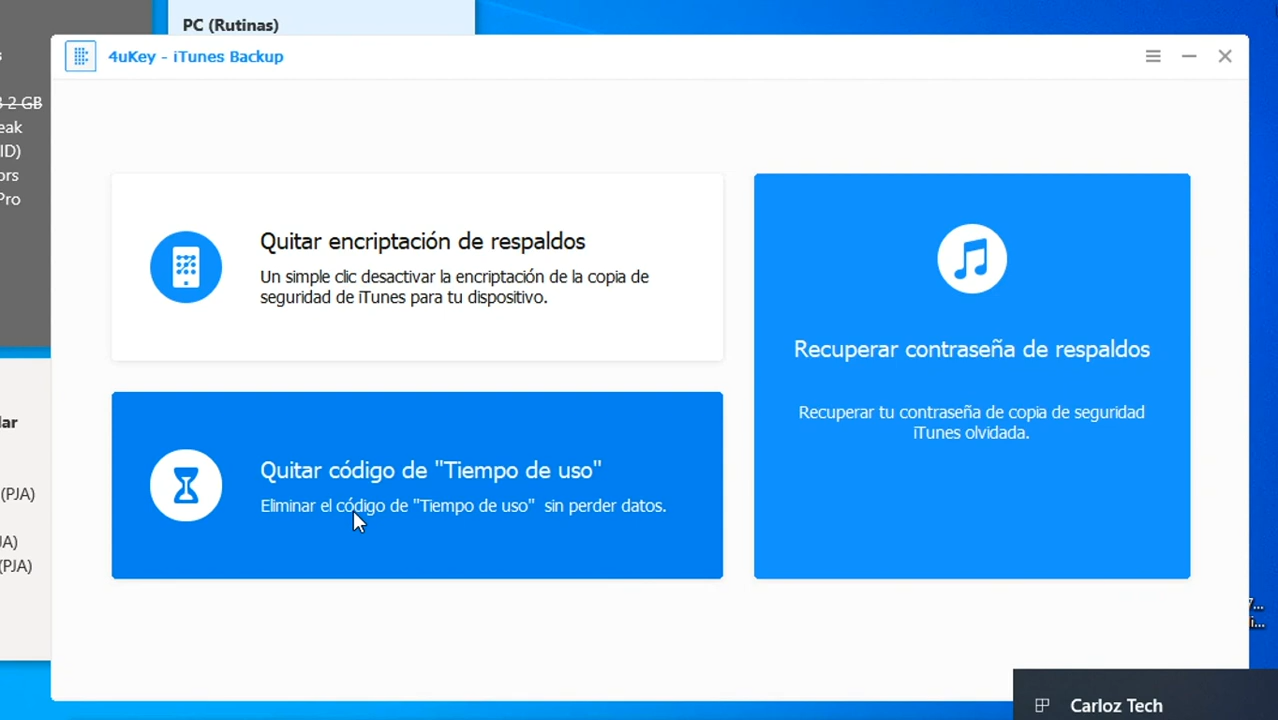 PC (Rutinas)
4uKey - iTunes Backup
2 GB
ID)
Pro
(PJA)
(PJA)
Quitar encriptación de respaldos
Un simple clic desactivar la encriptación de la copia de
seguridad de iTunes para tu dispositivo.
Quitar código de "Tiempo de uso"
Eliminar el código de "Tiempo de uso" sin perder datos.
Recuperar contraseña de respaldos
Recuperar tu contraseña de copia de seguridad
iTunes olvidada.
Carloz Tech